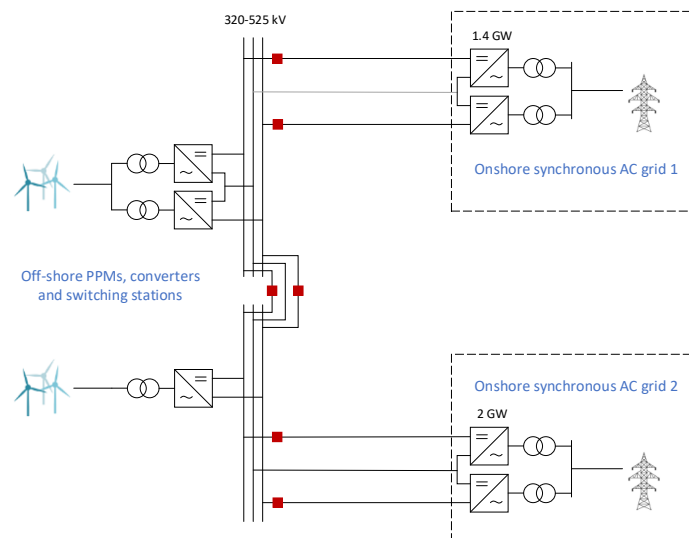 320-525 kV
1.4 GW
Onshore synchronous AC grid 1
Off-shore PPMs, converters
and switching stations
Onshore synchronous AC grid 2
2 GW